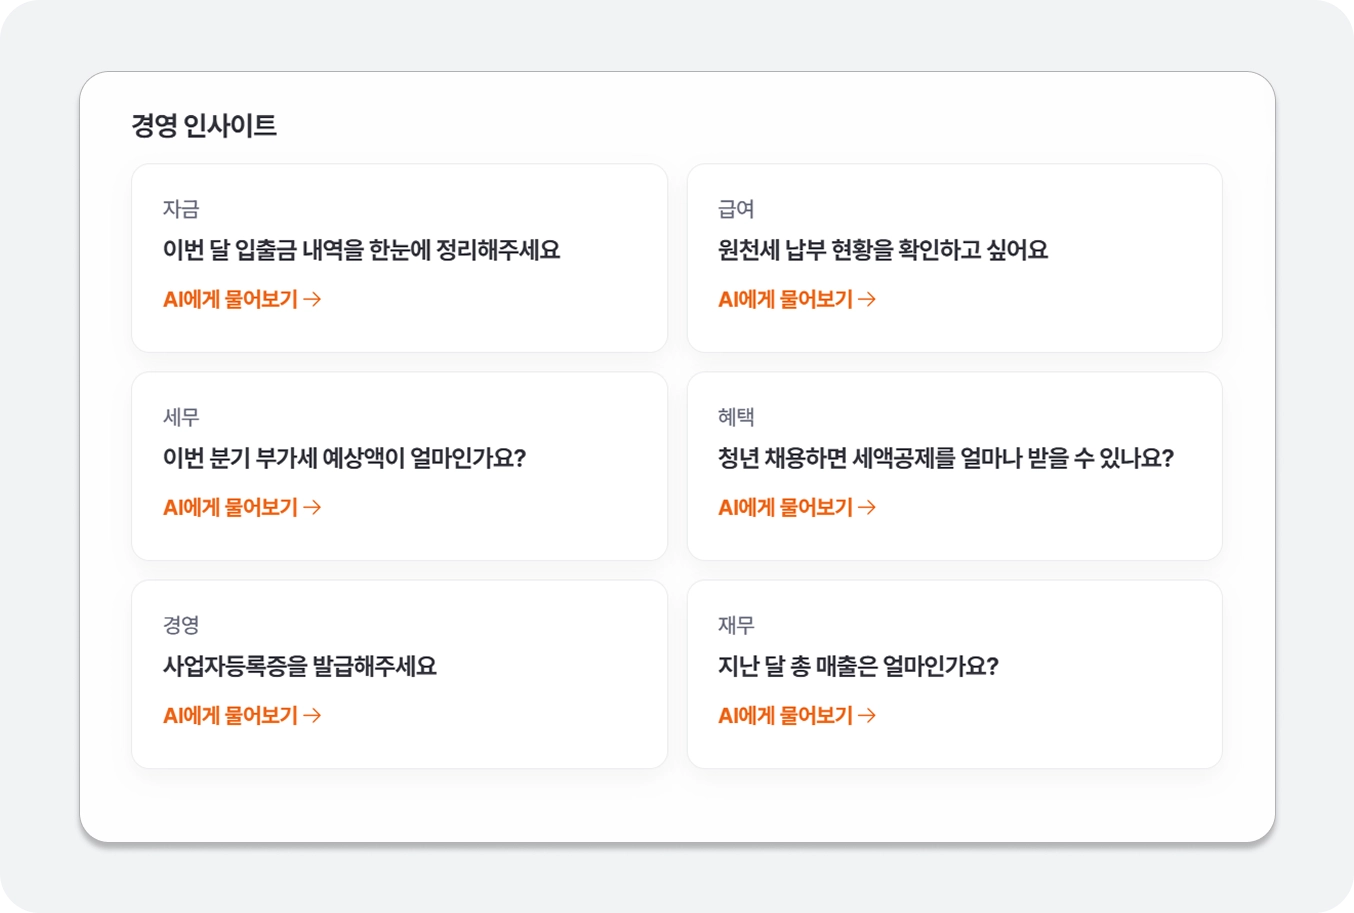 경영 인사이트
자금
이번 달 입출금 내역을 한눈에 정리해주세요
AI에게 물어보기 →
급여
원천세 납부 현황을 확인하고 싶어요
AI에게 물어보기 →
세무
이번 분기 부가세 예상액이 얼마인가요?
AI에게 물어보기 →
혜택
청년 채용하면 세액공제를 얼마나 받을 수 있나요?
AI에게 물어보기 →
경영
사업자등록증을 발급해주세요
AI에게 물어보기 →
재무
지난 달 총 매출은 얼마인가요?
AI에게 물어보기 →